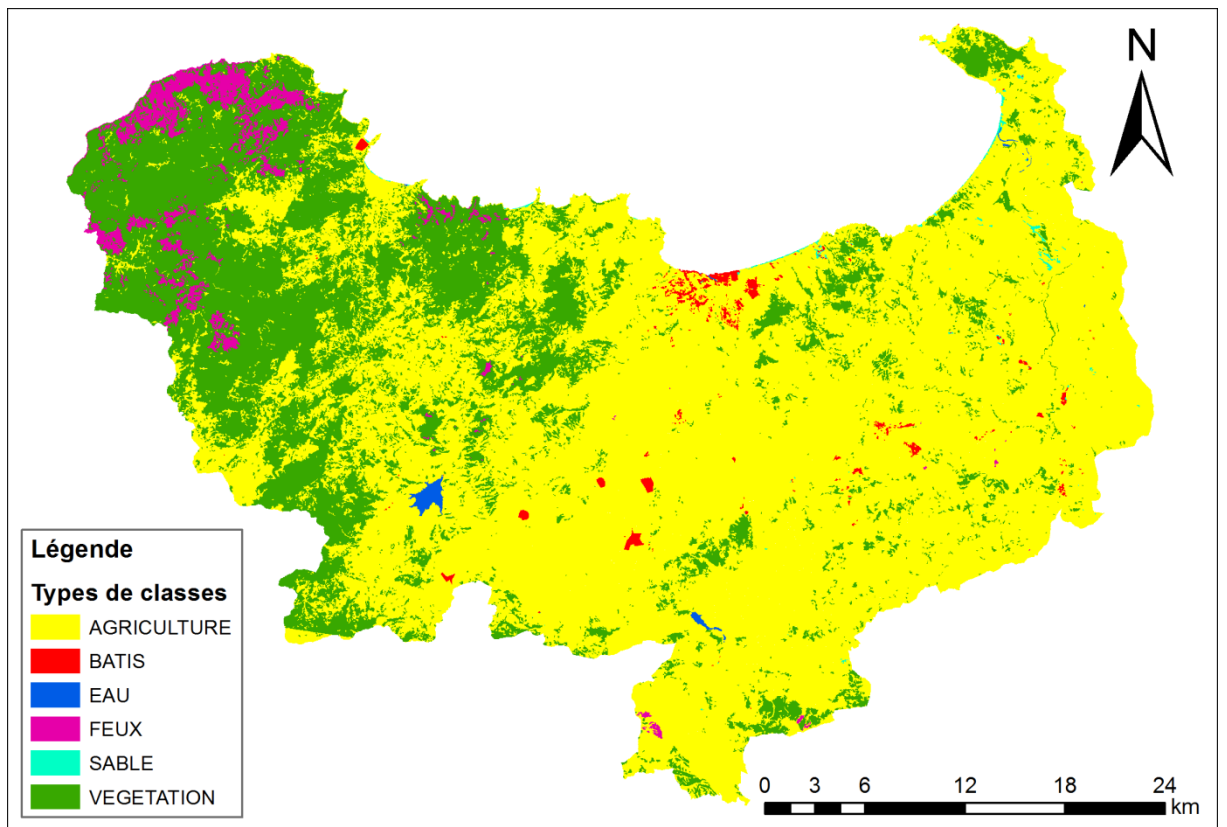 N
Légende
Types de classes
AGRICULTURE
BATIS
EAU
FEUX
SABLE
VEGETATION
0 3 6 12 18 24
km